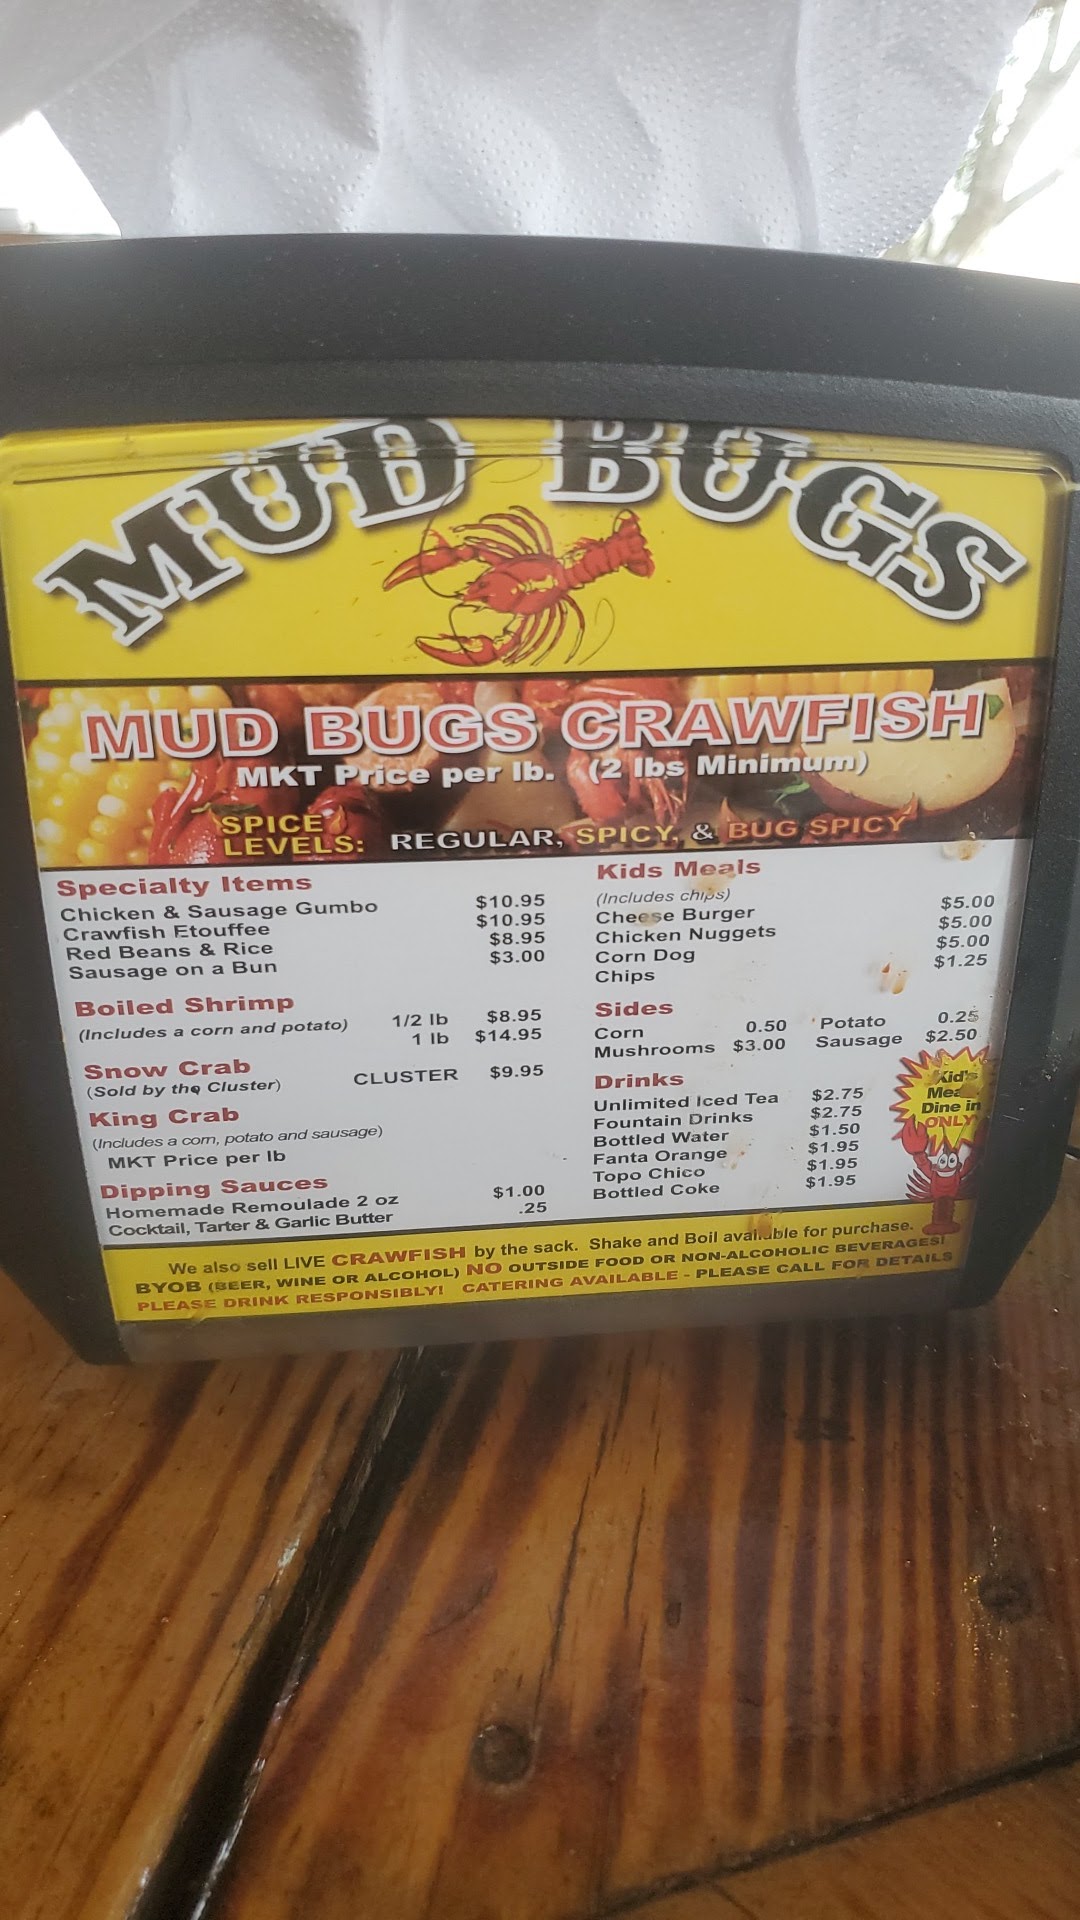 MUD BUGS
MUD BUGS CRAWFISH
MKT Price per lb. (2 lbs Minimum)
SPICE
LEVELS: REGULAR, SPICY, & BUG SPICY
Specialty Items
Chicken & Sausage Gumbo $10.95
Crawfish Etouffee $10.95
Red Beans & Rice $8.95
Sausage on a Bun $3.00
Boiled Shrimp
(Includes a corn and potato) 1/2 lb $8.95
1 lb $14.95
Snow Crab
(Sold by the Cluster) CLUSTER $9.95
King Crab
(Includes a corn, potato and sausage)
MKT Price per lb
Dipping Sauces
Homemade Remoulade 2 oz $1.00
Cocktail, Tarter & Garlic Butter .25
Kids Meals
(Includes chips)
Cheese Burger $5.00
Chicken Nuggets $5.00
Corn Dog $5.00
Chips $1.25
Sides
Corn 0.50 Potato 0.25
Mushrooms $3.00 Sausage $2.50
Drinks
Unlimited Iced Tea $2.75
Fountain Drinks $2.75
Bottled Water $1.50
Fanta Orange $1.95
Topo Chico $1.95
Bottled Coke $1.95
Kid's
Meal
Dine in
ONLY
We also sell LIVE CRAWFISH by the sack. Shake and Boil available for purchase.
BYOB (BEER, WINE OR ALCOHOL) NO OUTSIDE FOOD OR NON-ALCOHOLIC BEVERAGES!
PLEASE DRINK RESPONSIBLY! CATERING AVAILABLE - PLEASE CALL FOR DETAILS